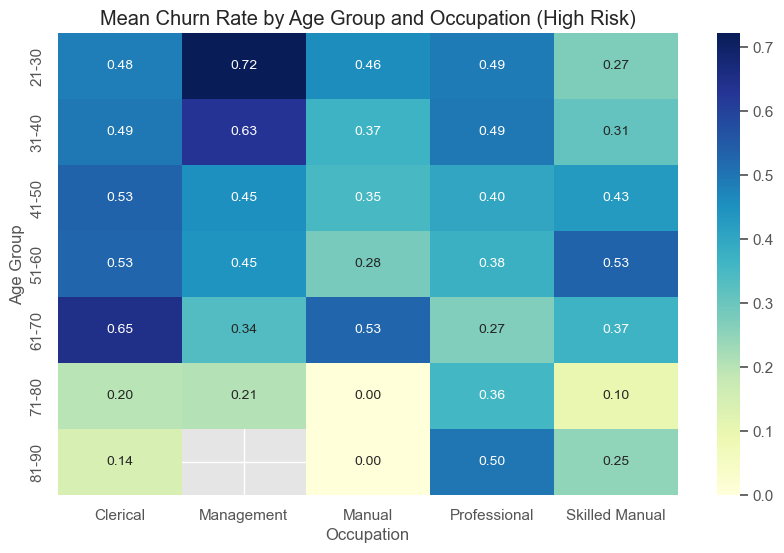 Mean Churn Rate by Age Group and Occupation (High Risk)
Age Group
21-30 0.48 0.72 0.46 0.49 0.27
31-40 0.49 0.63 0.37 0.49 0.31
41-50 0.53 0.45 0.35 0.40 0.43
51-60 0.53 0.45 0.28 0.38 0.53
61-70 0.65 0.34 0.53 0.27 0.37
71-80 0.20 0.21 0.00 0.36 0.10
81-90 0.14 0.00 0.50 0.25
Clerical Management Manual Professional Skilled Manual
Occupation
0.7
0.6
0.5
0.4
0.3
0.2
0.1
0.0